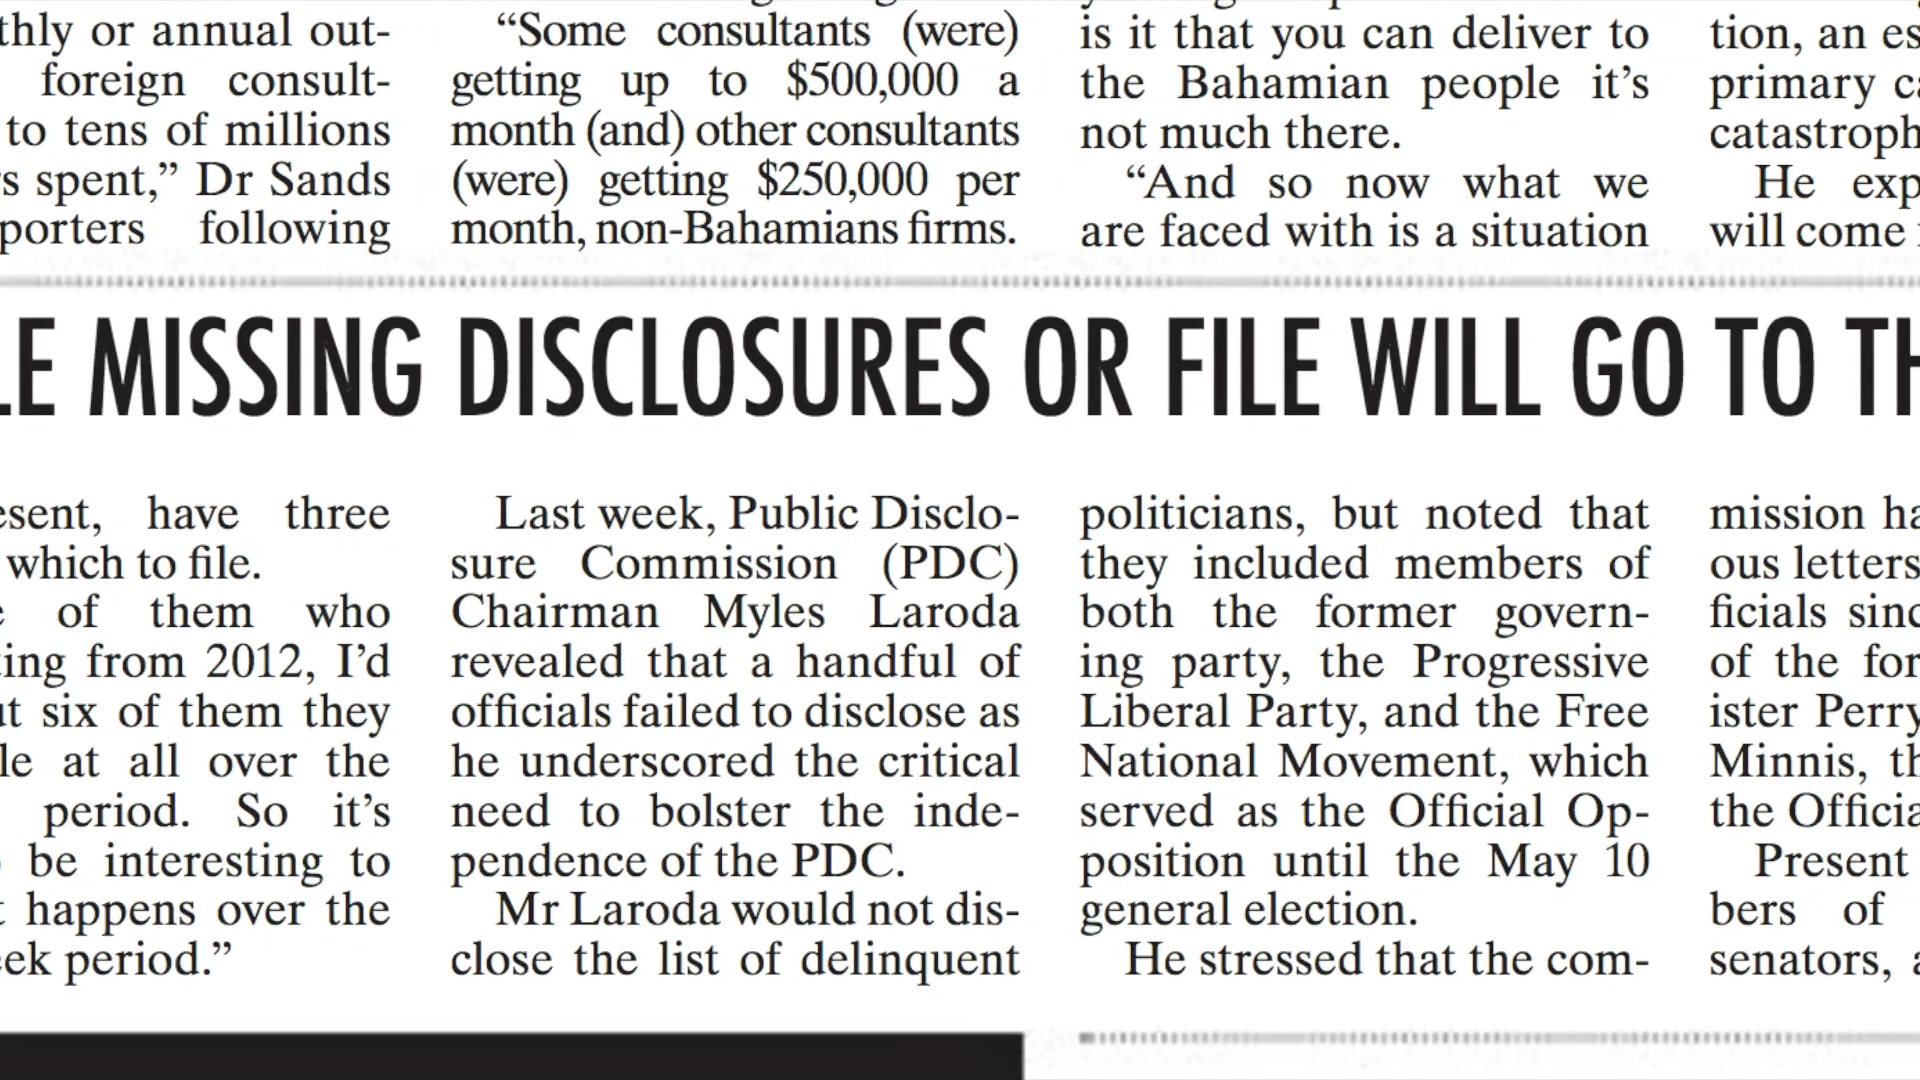 thly or annual out-
foreign consult-
to tens of millions
s spent,” Dr Sands
porters following
“Some consultants (were)
getting up to $500,000 a
month (and) other consultants
(were) getting $250,000 per
month, non-Bahamians firms.
is it that you can deliver to
the Bahamian people it’s
not much there.
“And so now what we
are faced with is a situation
tion, an es
primary ca
catastroph
He exp
will come
LE MISSING DISCLOSURES OR FILE WILL GO TO TH
esent, have three
which to file.
of them who
ting from 2012, I’d
ut six of them they
le at all over the
period. So it’s
be interesting to
t happens over the
eek period.”
Last week, Public Disclo-
sure Commission (PDC)
Chairman Myles Laroda
revealed that a handful of
officials failed to disclose as
he underscored the critical
need to bolster the inde-
pendence of the PDC.
Mr Laroda would not dis-
close the list of delinquent
politicians, but noted that
they included members of
both the former govern-
ing party, the Progressive
Liberal Party, and the Free
National Movement, which
served as the Official Op-
position until the May 10
general election.
He stressed that the com-
mission ha
ous letters
ficials sinc
of the for
ister Perry
Minnis, th
the Officia
Present
bers of
senators, a